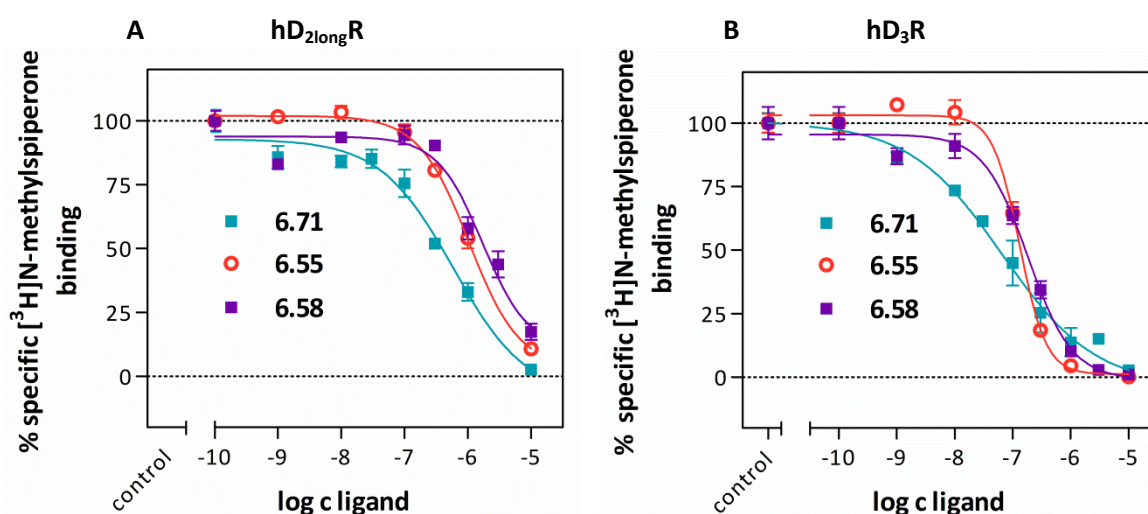 A hD2longR
% specific [³H]N-methylspiperone
binding
100
75
50
25
0
6.71
6.55
6.58
control
-10 -9 -8 -7 -6 -5
log c ligand
B hD3R
% specific [³H]N-methylspiperone
binding
100
75
50
25
0
6.71
6.55
6.58
control
-10 -9 -8 -7 -6 -5
log c ligand